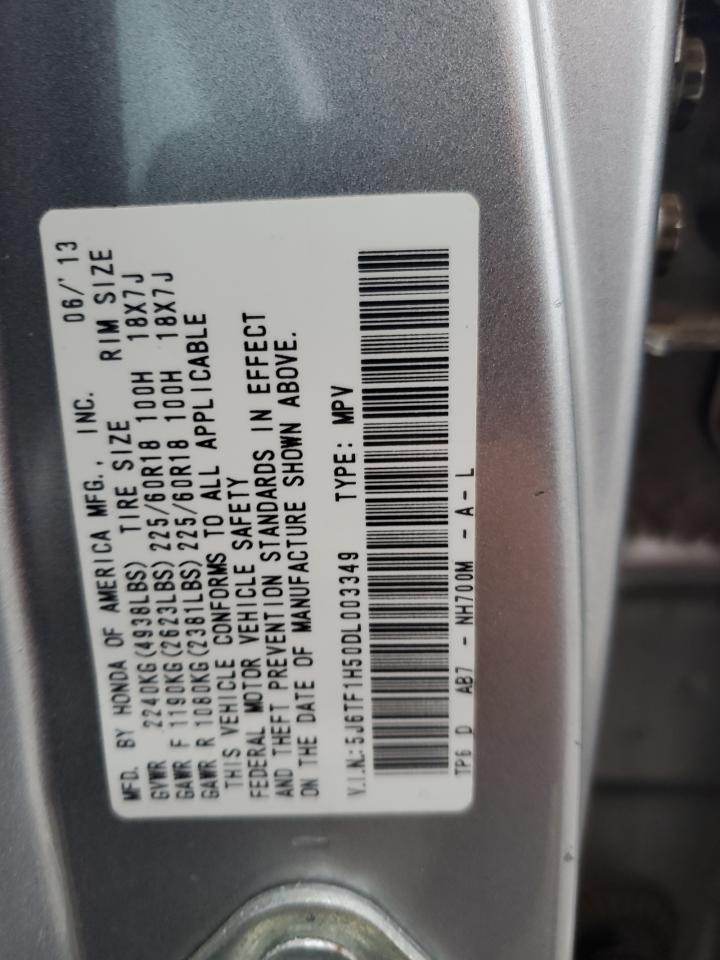 MFD. BY HONDA OF AMERICA MFG., INC. 06/'13
GVWR 2240KG(4938LBS) TIRE SIZE RIM SIZE
GAWR F 1190KG(2623LBS) 225/60R18 100H 18X7J
GAWR R 1080KG(2381LBS) 225/60R18 100H 18X7J
THIS VEHICLE CONFORMS TO ALL APPLICABLE
FEDERAL MOTOR VEHICLE SAFETY
AND THEFT PREVENTION STANDARDS IN EFFECT
ON THE DATE OF MANUFACTURE SHOWN ABOVE.
V.I.N.: 5J6TF1H50DL003349 TYPE: MPV
TP6 D AB7 - NH700M - A - L